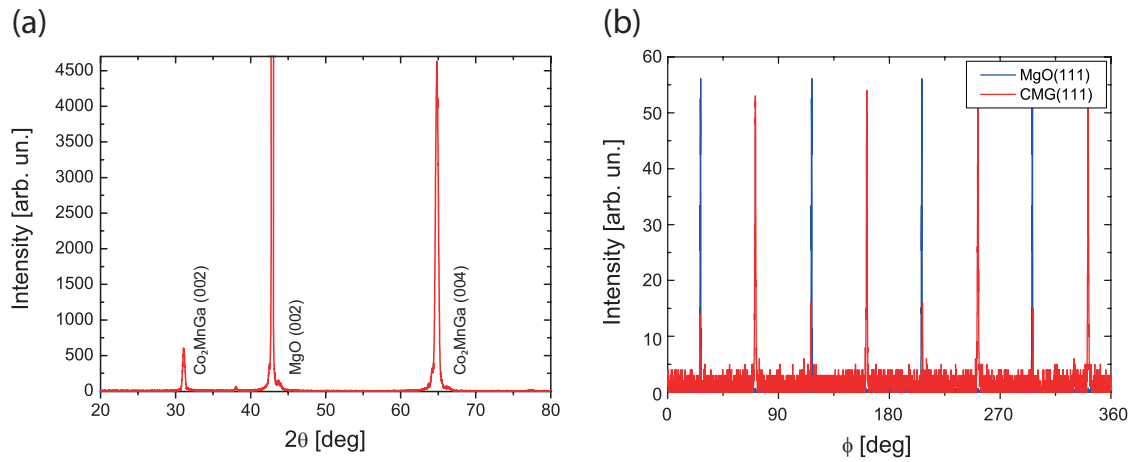 (a)
4500
4000
3500
3000
2500
2000
1500
1000
500
0
Intensity [arb. un.]
Co₂MnGa (002)
MgO (002)
Co₂MnGa (004)
20 30 40 50 60 70 80
2θ [deg]
(b)
60
50
40
30
20
10
0
Intensity [arb. un.]
MgO(111)
CMG(111)
0 90 180 270 360
ϕ [deg]